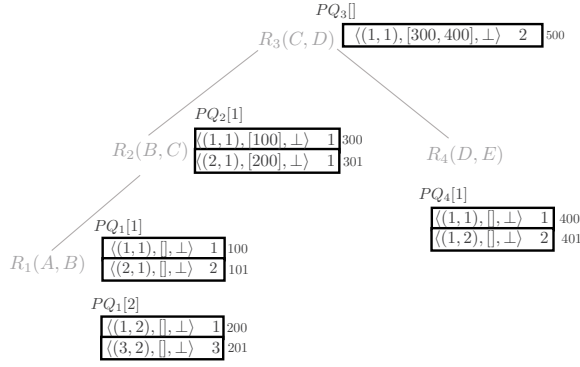 PQ₃[]
R₃(C, D)
⟨(1, 1), [300, 400], ⊥⟩ 2 500
PQ₂[1]
R₂(B, C)
⟨(1, 1), [100], ⊥⟩ 1 300
⟨(2, 1), [200], ⊥⟩ 1 301
R₄(D, E)
PQ₄[1]
⟨(1, 1), [], ⊥⟩ 1 400
⟨(1, 2), [], ⊥⟩ 2 401
PQ₁[1]
R₁(A, B)
⟨(1, 1), [], ⊥⟩ 1 100
⟨(2, 1), [], ⊥⟩ 2 101
PQ₁[2]
⟨(1, 2), [], ⊥⟩ 1 200
⟨(3, 2), [], ⊥⟩ 3 201